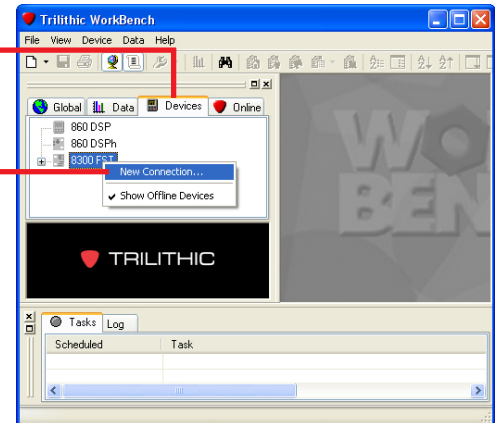 Trilithic WorkBench
File View Device Data Help
Global Data Devices Online
860 DSP
860 DSPh
8300 FST
New Connection...
Show Offline Devices
TRILITHIC
Tasks Log
Scheduled Task